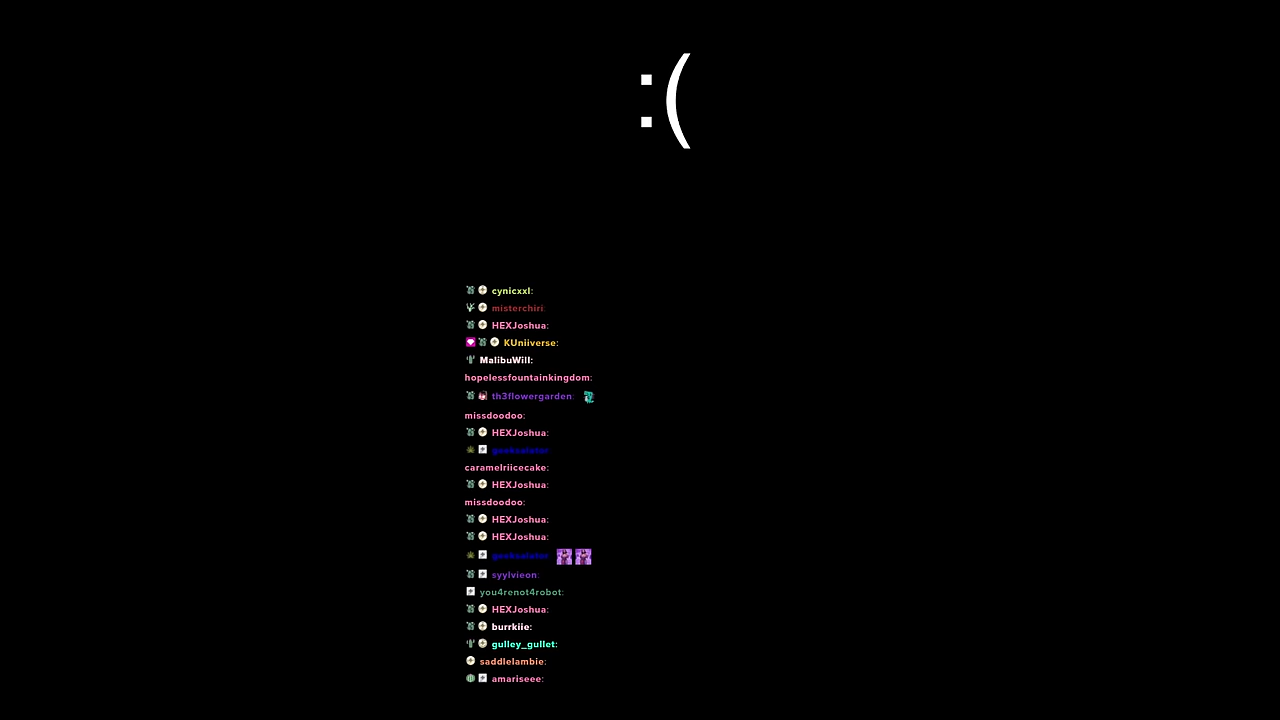 :(
cynicxxl:
misterchiri:
HEXJoshua:
KUniiverse:
MalibuWill:
hopelessfountainkingdom:
th3flowergarden:
missdoodoo:
HEXJoshua:
caramelriicecake:
HEXJoshua:
missdoodoo:
HEXJoshua:
HEXJoshua:
syylvieon:
you4renot4robot:
HEXJoshua:
burrkiie:
gulley_gullet:
saddlelambie:
amariseee: